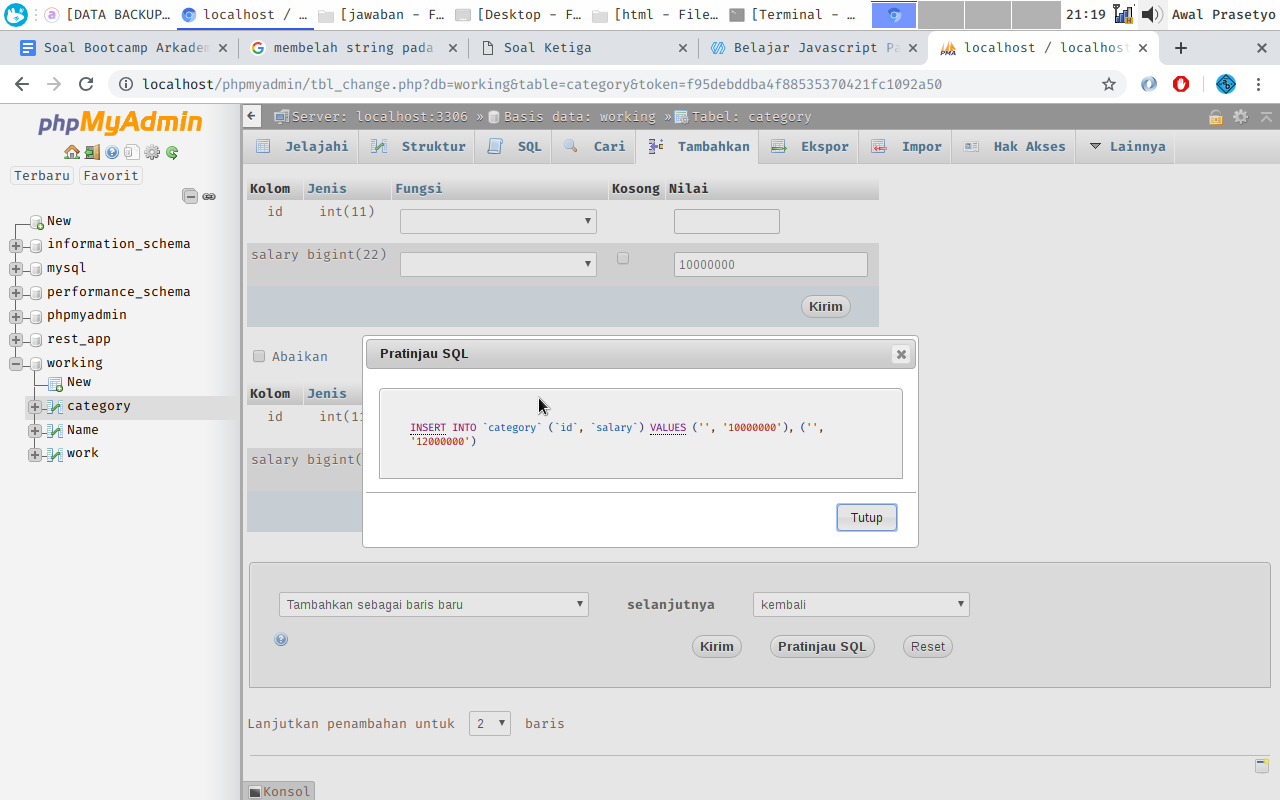 [DATA BACKUP...
localhost / ...
[jawaban - F...
[Desktop - F...
[html - File...
[Terminal - ...
21:19
Awal Prasetyo
Soal Bootcamp Arkadem
membelah string pada
Soal Ketiga
Belajar Javascript Pa
localhost / localhost
localhost/phpmyadmin/tbl_change.php?db=working&table=category&token=f95debddba4f88535370421fc1092a50
phpMyAdmin
Terbaru Favorit
New
information_schema
mysql
performance_schema
phpmyadmin
rest_app
working
New
category
Name
work
Server: localhost:3306 » Basis data: working » Tabel: category
Jelajahi Struktur SQL Cari Tambahkan Ekspor Impor Hak Akses Lainnya
Kolom Jenis Fungsi Kosong Nilai
id int(11)
salary bigint(22) 10000000
Kirim
Abaikan
Kolom Jenis
id int(11
salary bigint(
Pratinjau SQL
INSERT INTO `category` (`id`, `salary`) VALUES ('', '10000000'), ('',
'12000000')
Tutup
Tambahkan sebagai baris baru selanjutnya kembali
Kirim Pratinjau SQL Reset
Lanjutkan penambahan untuk 2 baris
Konsol